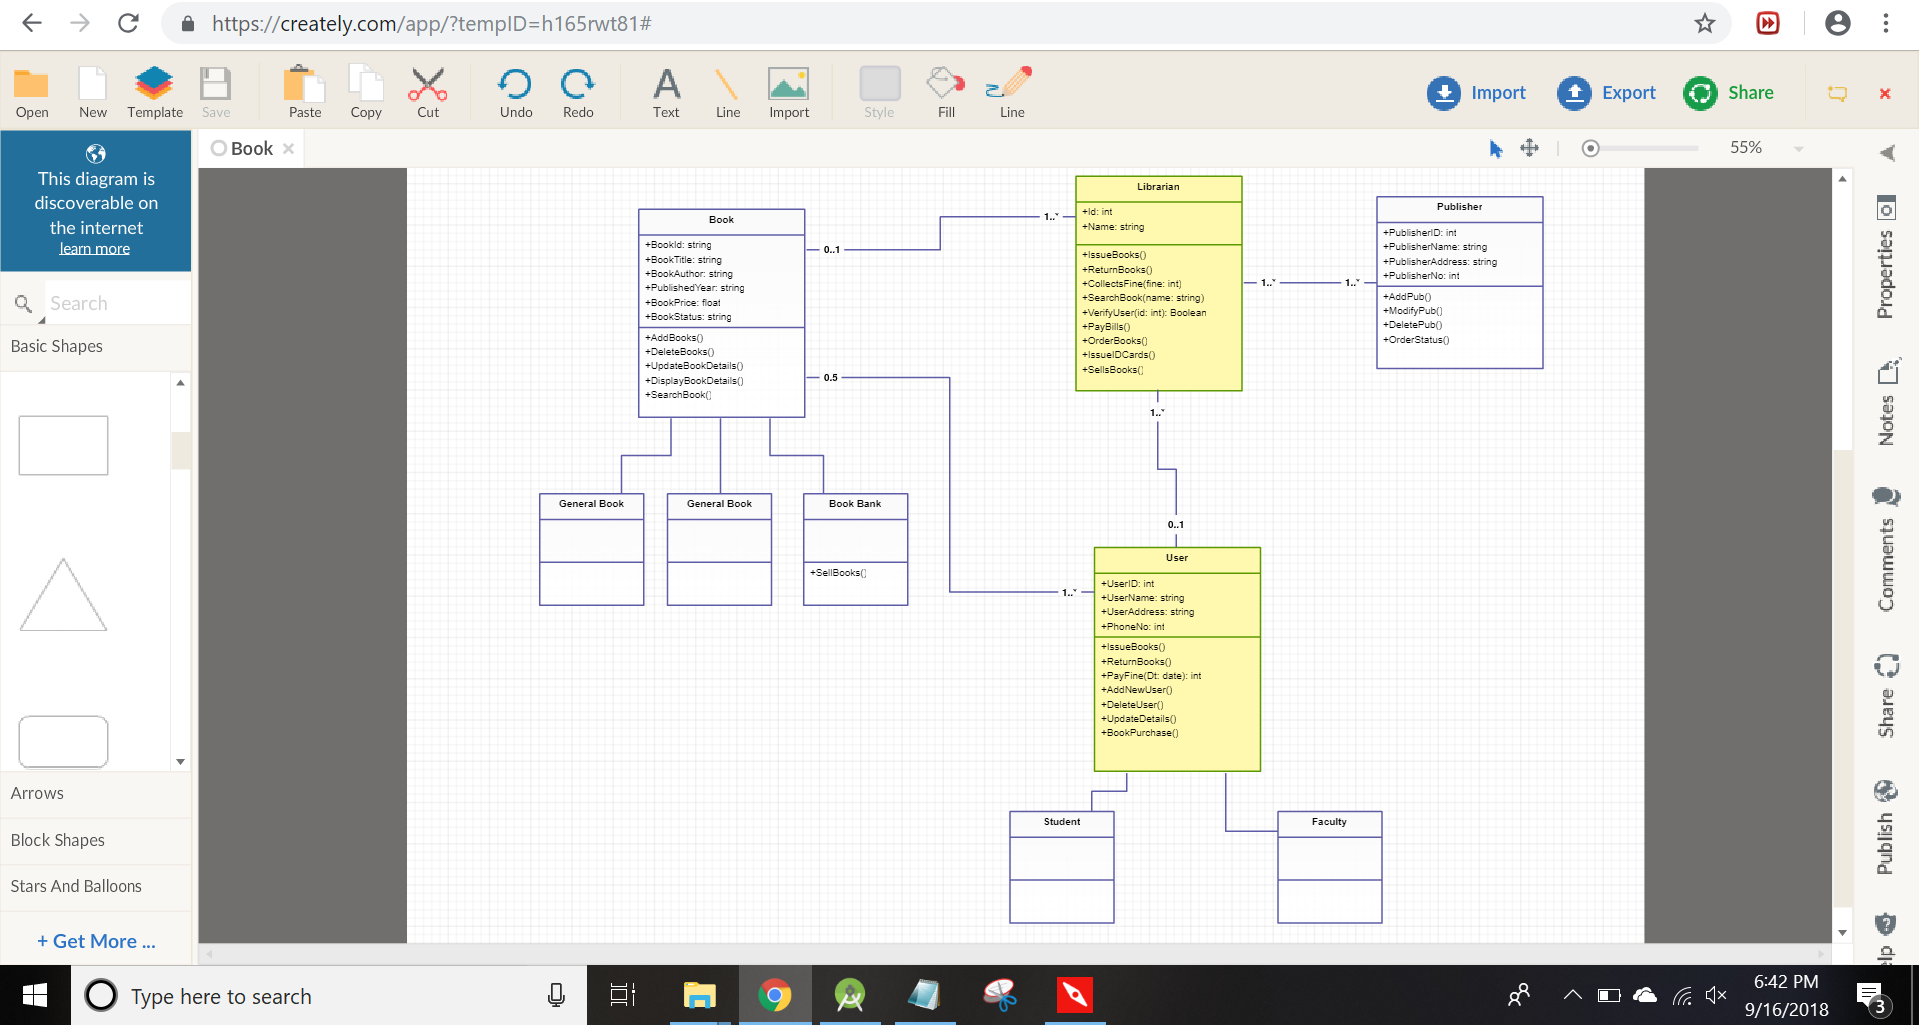 https://creately.com/app/?tempID=h165rwt81#
Open
New
Template
Save
Paste
Copy
Cut
Undo
Redo
Text
Line
Import
Style
Fill
Line
Import
Export
Share
This diagram is
discoverable on
the internet
learn more
Search
Basic Shapes
Arrows
Block Shapes
Stars And Balloons
+ Get More ...
Book
55%
Book
+BookId: string
+BookTitle: string
+BookAuthor: string
+PublishedYear: string
+BookPrice: float
+BookStatus: string
+AddBooks()
+DeleteBooks()
+UpdateBookDetails()
+DisplayBookDetails()
+SearchBook()
0..1
1..*
0.5
1..*
Librarian
+Id: int
+Name: string
+IssueBooks()
+ReturnBooks()
+CollectsFine(fine: int)
+SearchBook(name: string)
+VerifyUser(id: int): Boolean
+PayBills()
+OrderBooks()
+IssueIDCards()
+SellsBooks()
1..*
1..*
Publisher
+PublisherID: int
+PublisherName: string
+PublisherAddress: string
+PublisherNo: int
+AddPub()
+ModifyPub()
+DeletePub()
+OrderStatus()
1..*
0..1
General Book
General Book
Book Bank
+SellBooks()
User
+UserID: int
+UserName: string
+UserAddress: string
+PhoneNo: int
+IssueBooks()
+ReturnBooks()
+PayFine(Dt: date): int
+AddNewUser()
+DeleteUser()
+UpdateDetails()
+BookPurchase()
Student
Faculty
Properties
Notes
Comments
Share
Publish
elp
Type here to search
6:42 PM
9/16/2018
3